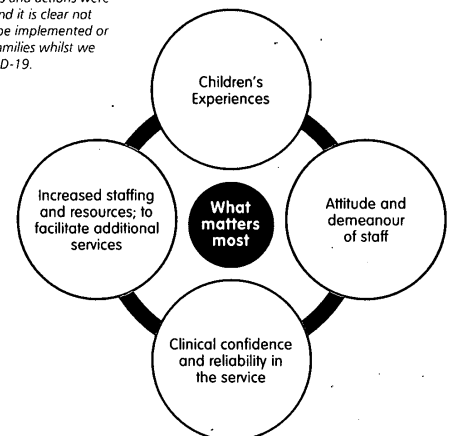 and actions were
nd it is clear not
be implemented or
amilies whilst we
D-19.
Children's
Experiences
Increased staffing
and resources; to
facilitate additional
services
What
matters
most
Attitude and
demeanour
of staff
Clinical confidence
and reliability in
the service